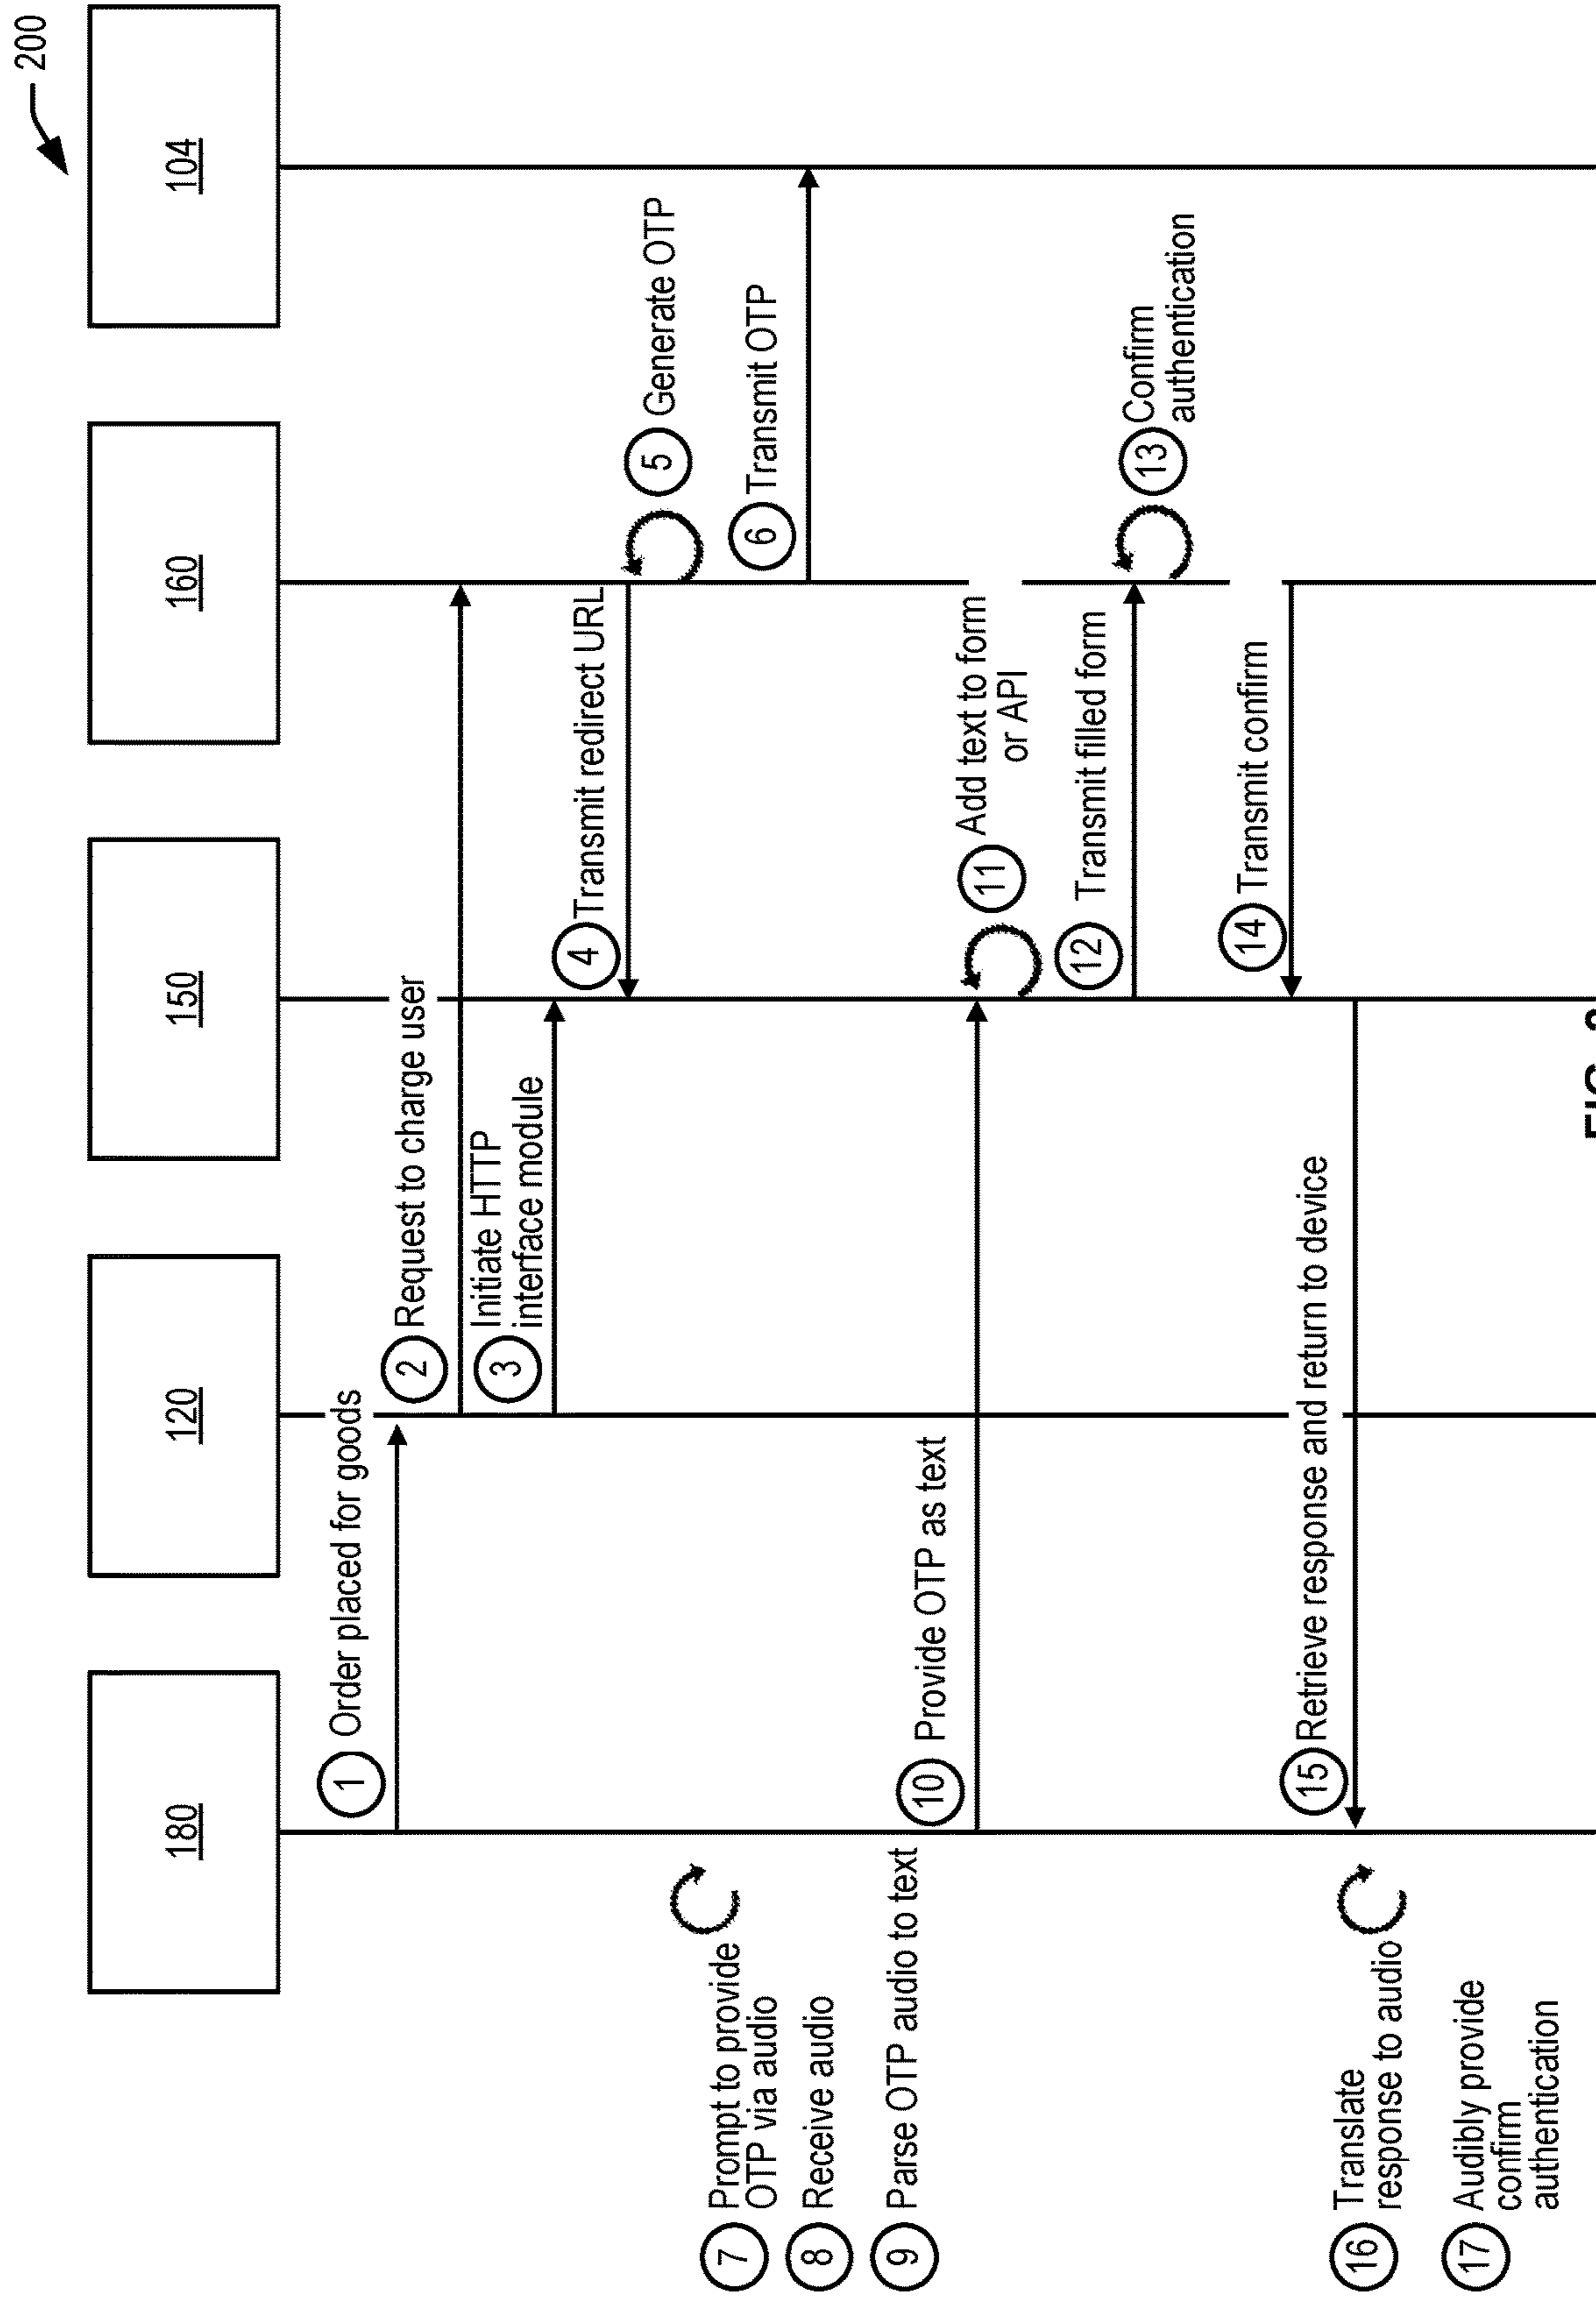 200
180
120
150
160
104
1
Order placed for goods
2
Request to charge user
3
Initiate HTTP
interface module
4
Transmit redirect URL
5
Generate OTP
6
Transmit OTP
7
Prompt to provide
OTP via audio
8
Receive audio
9
Parse OTP audio to text
10
Provide OTP as text
11
Add text to form
or API
12
Transmit filled form
13
Confirm
authentication
14
Transmit confirm
15
Retrieve response and return to device
16
Translate
response to audio
17
Audibly provide
confirm
authentication
FIG.